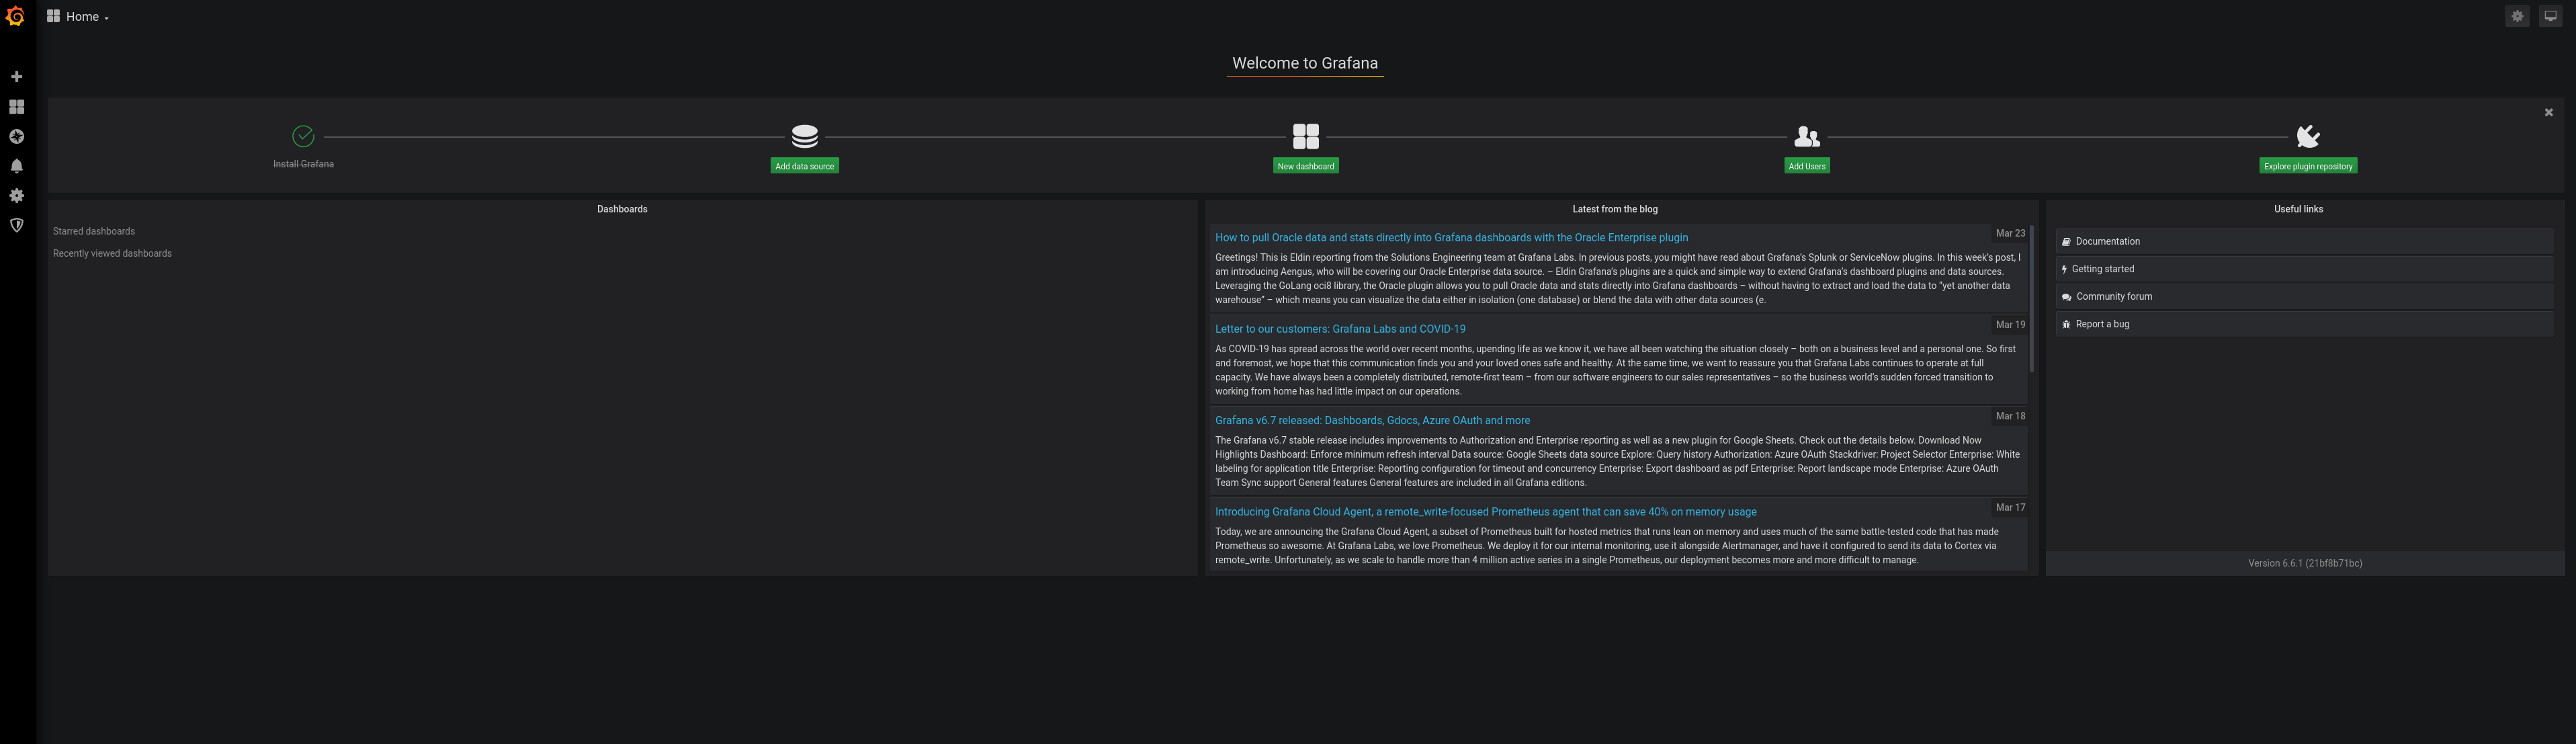 Home
Welcome to Grafana
Install Grafana
Add data source
New dashboard
Add Users
Explore plugin repository
Dashboards
Starred dashboards
Recently viewed dashboards
Latest from the blog
How to pull Oracle data and stats directly into Grafana dashboards with the Oracle Enterprise plugin
Mar 23
Greetings! This is Eldin reporting from the Solutions Engineering team at Grafana Labs. In previous posts, you might have read about Grafana's Splunk or ServiceNow plugins. In this week's post, I
am introducing Aengus, who will be covering our Oracle Enterprise data source. – Eldin Grafana's plugins are a quick and simple way to extend Grafana's dashboard plugins and data sources.
Leveraging the GoLang oci8 library, the Oracle plugin allows you to pull Oracle data and stats directly into Grafana dashboards – without having to extract and load the data to "yet another data
warehouse" – which means you can visualize the data either in isolation (one database) or blend the data with other data sources (e.
Letter to our customers: Grafana Labs and COVID-19
Mar 19
As COVID-19 has spread across the world over recent months, upending life as we know it, we have all been watching the situation closely – both on a business level and a personal one. So first
and foremost, we hope that this communication finds you and your loved ones safe and healthy. At the same time, we want to reassure you that Grafana Labs continues to operate at full
capacity. We have always been a completely distributed, remote-first team – from our software engineers to our sales representatives – so the business world's sudden forced transition to
working from home has had little impact on our operations.
Grafana v6.7 released: Dashboards, Gdocs, Azure OAuth and more
Mar 18
The Grafana v6.7 stable release includes improvements to Authorization and Enterprise reporting as well as a new plugin for Google Sheets. Check out the details below. Download Now
Highlights Dashboard: Enforce minimum refresh interval Data source: Google Sheets data source Explore: Query history Authorization: Azure OAuth Stackdriver: Project Selector Enterprise: White
labeling for application title Enterprise: Reporting configuration for timeout and concurrency Enterprise: Export dashboard as pdf Enterprise: Report landscape mode Enterprise: Azure OAuth
Team Sync support General features General features are included in all Grafana editions.
Introducing Grafana Cloud Agent, a remote_write-focused Prometheus agent that can save 40% on memory usage
Mar 17
Today, we are announcing the Grafana Cloud Agent, a subset of Prometheus built for hosted metrics that runs lean on memory and uses much of the same battle-tested code that has made
Prometheus so awesome. At Grafana Labs, we love Prometheus. We deploy it for our internal monitoring, use it alongside Alertmanager, and have it configured to send its data to Cortex via
remote_write. Unfortunately, as we scale to handle more than 4 million active series in a single Prometheus, our deployment becomes more and more difficult to manage.
Useful links
Documentation
Getting started
Community forum
Report a bug
Version 6.6.1 (21bf8b71bc)